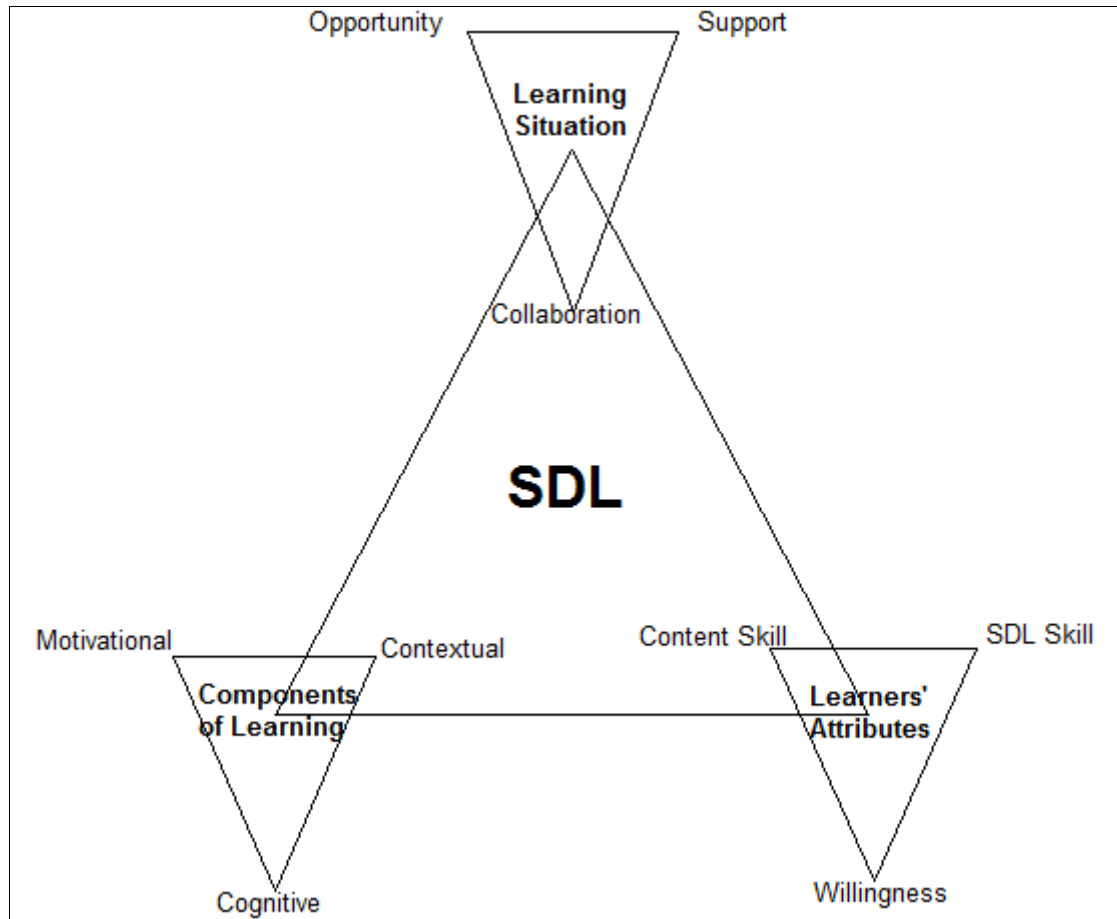 Opportunity
Support
Learning
Situation
Collaboration
SDL
Motivational
Contextual
Content Skill
SDL Skill
Components
of Learning
Learners'
Attributes
Cognitive
Willingness